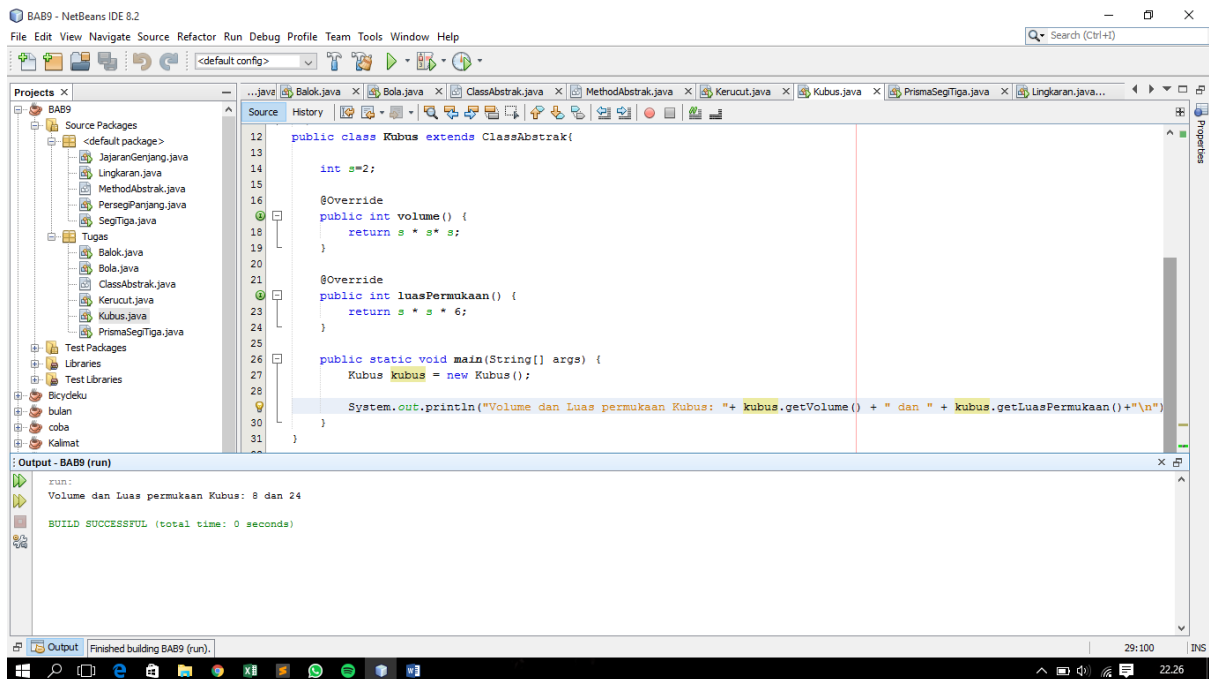 BAB9 - NetBeans IDE 8.2
File Edit View Navigate Source Refactor Run Debug Profile Team Tools Window Help
Search (Ctrl+I)
<default config>
Projects
...java Balok.java Bola.java ClassAbstrak.java MethodAbstrak.java Kerucut.java Kubus.java PrismaSegiTiga.java Lingkaran.java...
Source History
BAB9
Source Packages
<default package>
JajaranGenjang.java
Lingkaran.java
MethodAbstrak.java
PersegiPanjang.java
SegiTiga.java
Tugas
Balok.java
Bola.java
ClassAbstrak.java
Kerucut.java
Kubus.java
PrismaSegiTiga.java
Test Packages
Libraries
Test Libraries
Bicycleku
bulan
coba
Kalimat
12 public class Kubus extends ClassAbstrak{
13
14 int s=2;
15
16 @Override
public int volume() {
18 return s * s* s;
19 }
20
21 @Override
public int luasPermukaan() {
23 return s * s * 6;
24 }
25
26 public static void main(String[] args) {
27 Kubus kubus = new Kubus();
28
System.out.println("Volume dan Luas permukaan Kubus: "+ kubus.getVolume() + " dan " + kubus.getLuasPermukaan()+"\n")
30 }
31 }
Properties
Output - BAB9 (run)
run:
Volume dan Luas permukaan Kubus: 8 dan 24
BUILD SUCCESSFUL (total time: 0 seconds)
Output Finished building BAB9 (run).
29:100 INS
22.26